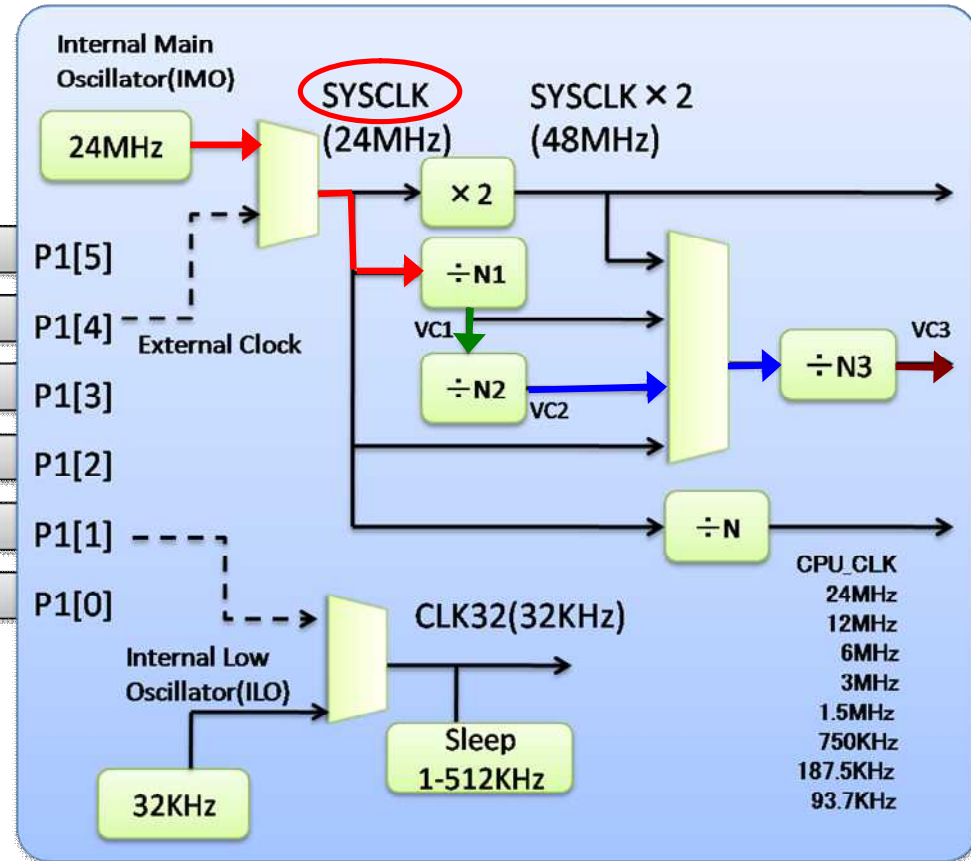 Internal Main
Oscillator(IMO)
24MHz
SYSCLK
(24MHz)
SYSCLK × 2
(48MHz)
× 2
P1[5]
÷N1
P1[4]
External Clock
VC1
÷N3
VC3
P1[3]
÷N2
VC2
P1[2]
P1[1]
÷N
CPU_CLK
24MHz
12MHz
6MHz
3MHz
1.5MHz
750KHz
187.5KHz
93.7KHz
P1[0]
CLK32(32KHz)
Internal Low
Oscillator(ILO)
Sleep
1-512KHz
32KHz